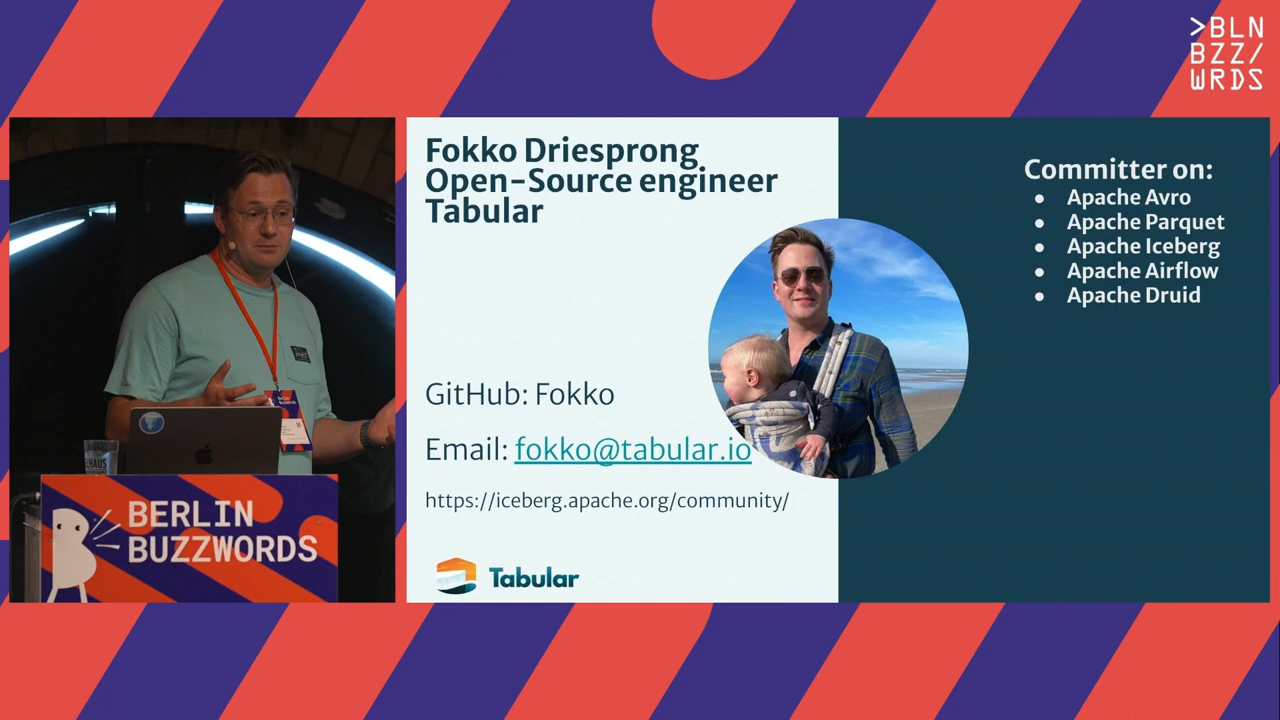 >BLN
BZZ/
WRDS
Fokko Driesprong
Open-Source engineer
Tabular
Committer on:
● Apache Avro
● Apache Parquet
● Apache Iceberg
● Apache Airflow
● Apache Druid
GitHub: Fokko
Email: fokko@tabular.io
https://iceberg.apache.org/community/
Tabular
BERLIN
BUZZWORDS